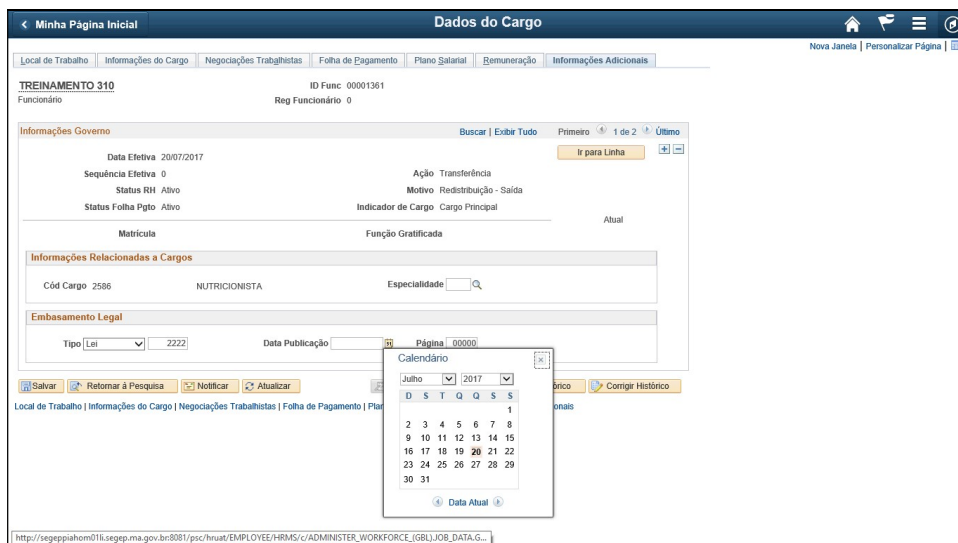 Minha Página Inicial
Dados do Cargo
Nova Janela | Personalizar Página |
Local de Trabalho Informações do Cargo Negociações Trabalhistas Folha de Pagamento Plano Salarial Remuneração Informações Adicionais
TREINAMENTO 310 ID Func 00001361
Funcionário Reg Funcionário 0
Informações Governo Buscar | Exibir Tudo Primeiro 1 de 2 Último
Ir para Linha
Data Efetiva 20/07/2017
Sequência Efetiva 0 Ação Transferência
Status RH Ativo Motivo Redistribuição - Saída
Status Folha Pgto Ativo Indicador de Cargo Cargo Principal
Atual
Matrícula Função Gratificada
Informações Relacionadas a Cargos
Cód Cargo 2586 NUTRICIONISTA Especialidade
Embasamento Legal
Tipo Lei 2222 Data Publicação Página 00000
Calendário
Julho 2017
D S T Q Q S S
1
2 3 4 5 6 7 8
9 10 11 12 13 14 15
16 17 18 19 20 21 22
23 24 25 26 27 28 29
30 31
Data Atual
Salvar Retornar à Pesquisa Notificar Atualizar Corrigir Histórico
Local de Trabalho | Informações do Cargo | Negociações Trabalhistas | Folha de Pagamento |
http://segeppiahom01li.segep.ma.gov.br:8081/psc/hruat/EMPLOYEE/HRMS/c/ADMINISTER_WORKFORCE_(GBL).JOB_DATA.G...